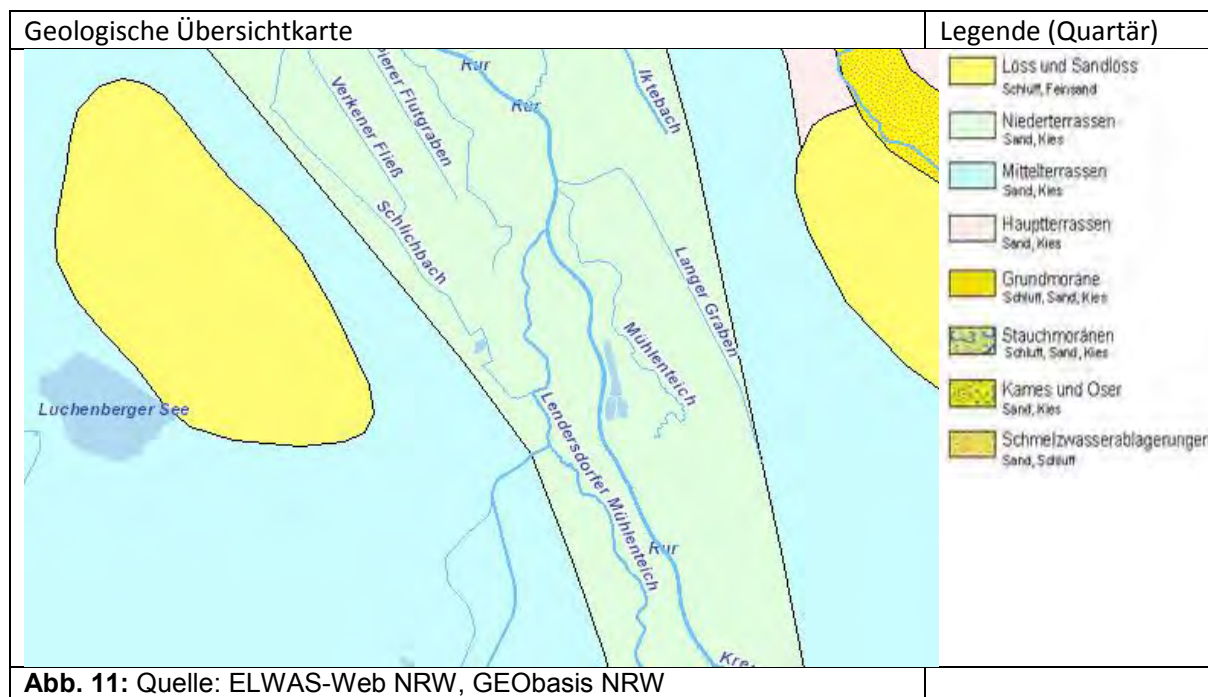 Geologische Übersichtkarte
Legende (Quartär)
Rur
Rur
Iktebach
Pierer Flutgraben
Verkener Fließ
Schlichbach
Langer Graben
Mühlenteich
Luchenberger See
Lendersdorfer Mühlenteich
Rur
Löss und Sandlöss
Schluff, Feinsand
Niederterrassen
Sand, Kies
Mittelterrassen
Sand, Kies
Hauptterrassen
Sand, Kies
Grundmoräne
Schluff, Sand, Kies
Stauchmoränen
Schluff, Sand, Kies
Kames und Oser
Sand, Kies
Schmelzwasserablagerungen
Sand, Schluff
Abb. 11: Quelle: ELWAS-Web NRW, GEObasis NRW